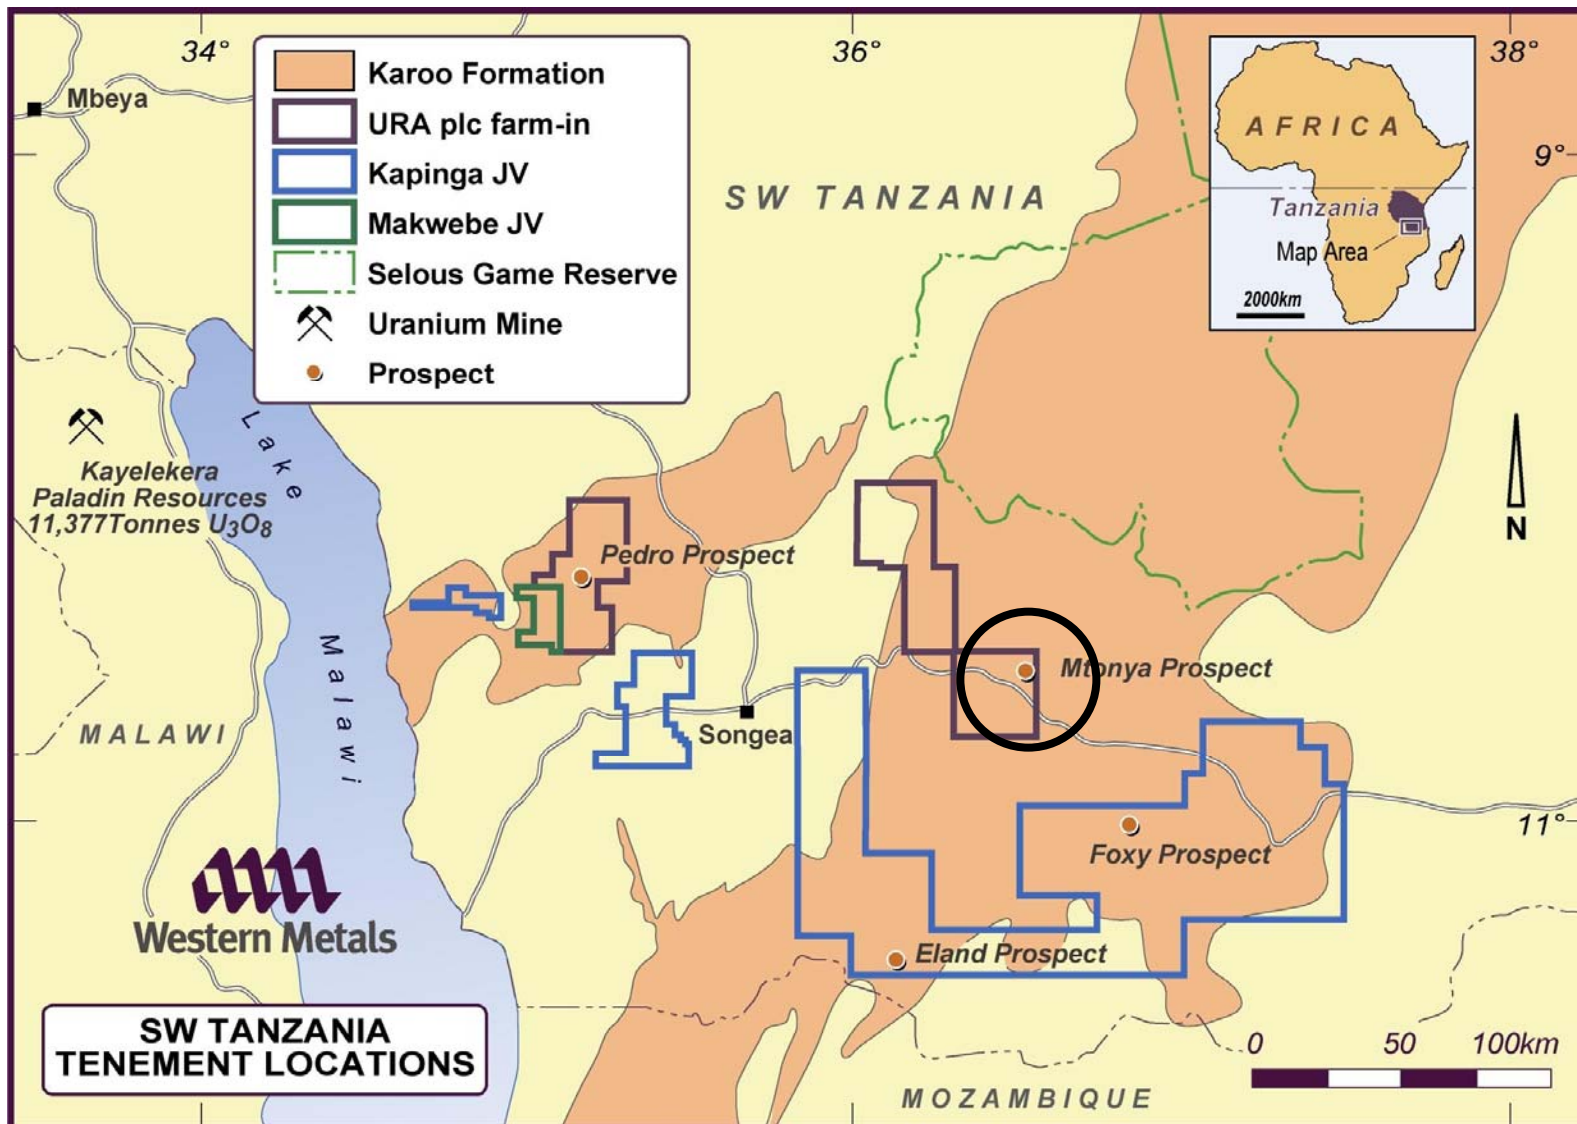 34°
36°
38°
9°
11°
Karoo Formation
URA plc farm-in
Kapinga JV
Makwebe JV
Selous Game Reserve
Uranium Mine
Prospect
Mbeya
SW TANZANIA
AFRICA
Tanzania
Map Area
2000km
Kayelekera
Paladin Resources
11,377Tonnes U₃O₈
Lake Malawi
Pedro Prospect
N
Mtonya Prospect
MALAWI
Songea
Foxy Prospect
Eland Prospect
Western Metals
SW TANZANIA
TENEMENT LOCATIONS
0 50 100km
MOZAMBIQUE